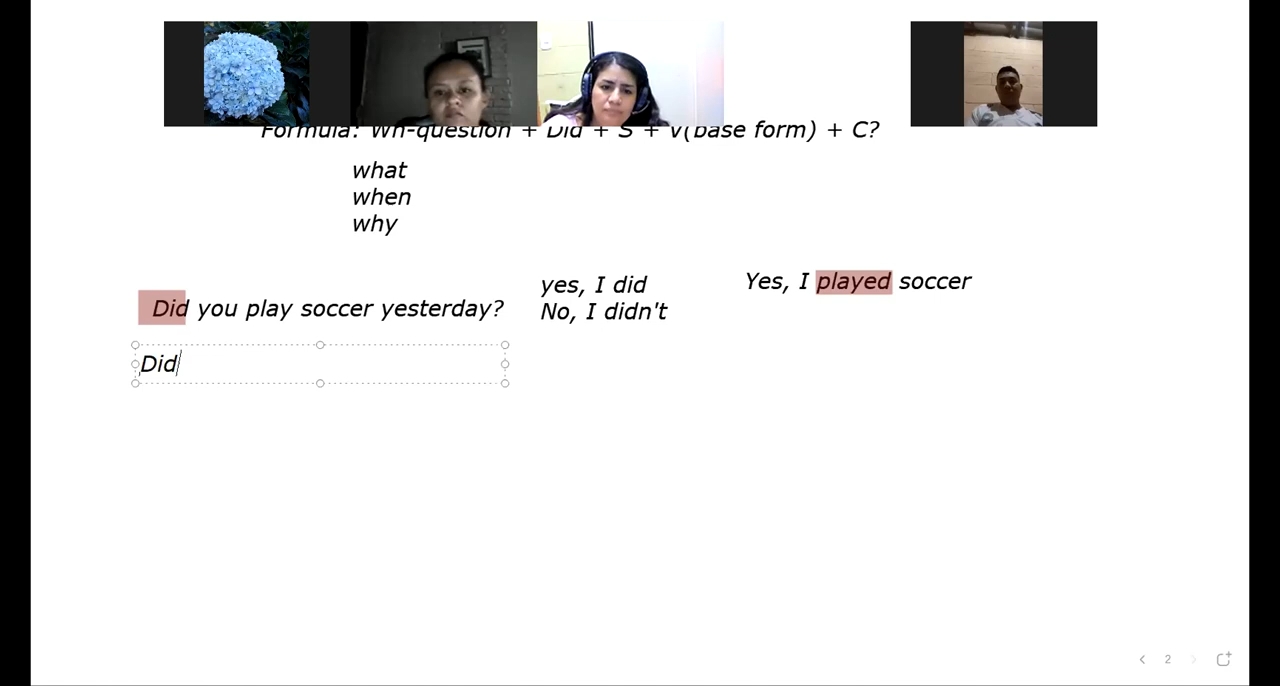 Formula: Wh-question + Did + S + V(base form) + C?
what
when
why
Did you play soccer yesterday?
yes, I did
No, I didn't
Yes, I played soccer
Did
2